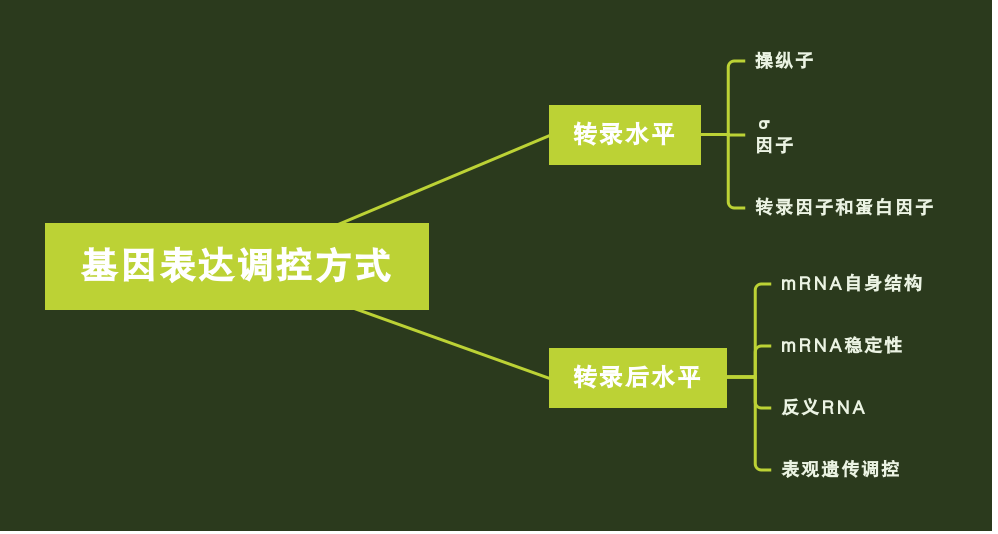 基因表达调控方式
转录水平
操纵子
σ
因子
转录因子和蛋白因子
转录后水平
mRNA自身结构
mRNA稳定性
反义RNA
表观遗传调控